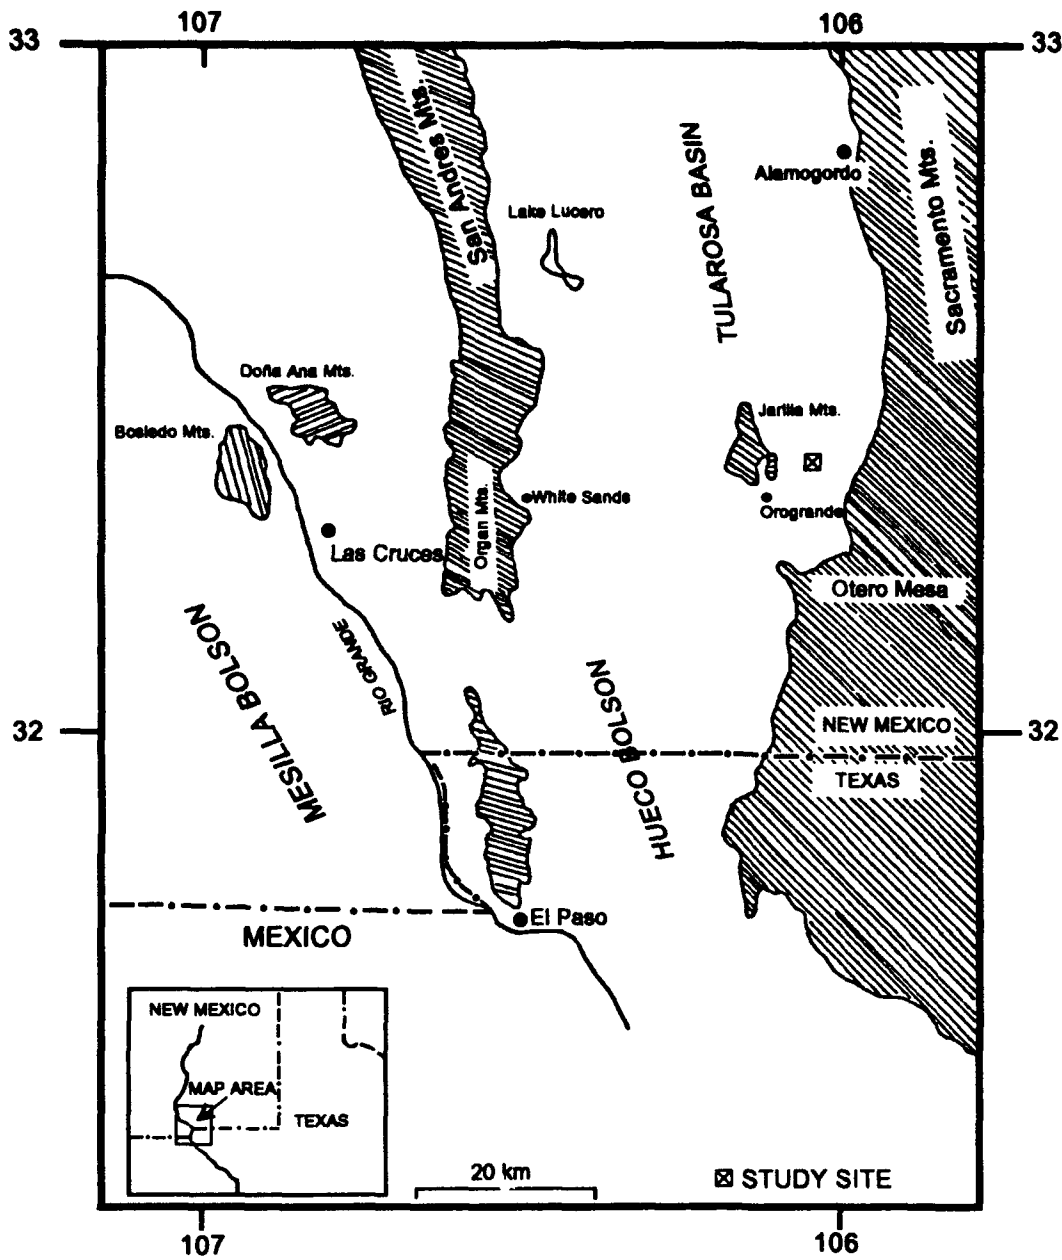 107
106
33
33
San Andres Mts.
TULAROSA BASIN
Alamogordo
Sacramento Mts.
Lake Lucero
Doña Ana Mts.
Bosledo Mts.
Jarilla Mts.
White Sands
Organ Mts.
Orogrande
Las Cruces
Otero Mesa
MESILLA BOLSON
RIO GRANDE
HUECO BOLSON
32
32
NEW MEXICO
TEXAS
El Paso
MEXICO
NEW MEXICO
MAP AREA
TEXAS
20 km
STUDY SITE
107
106